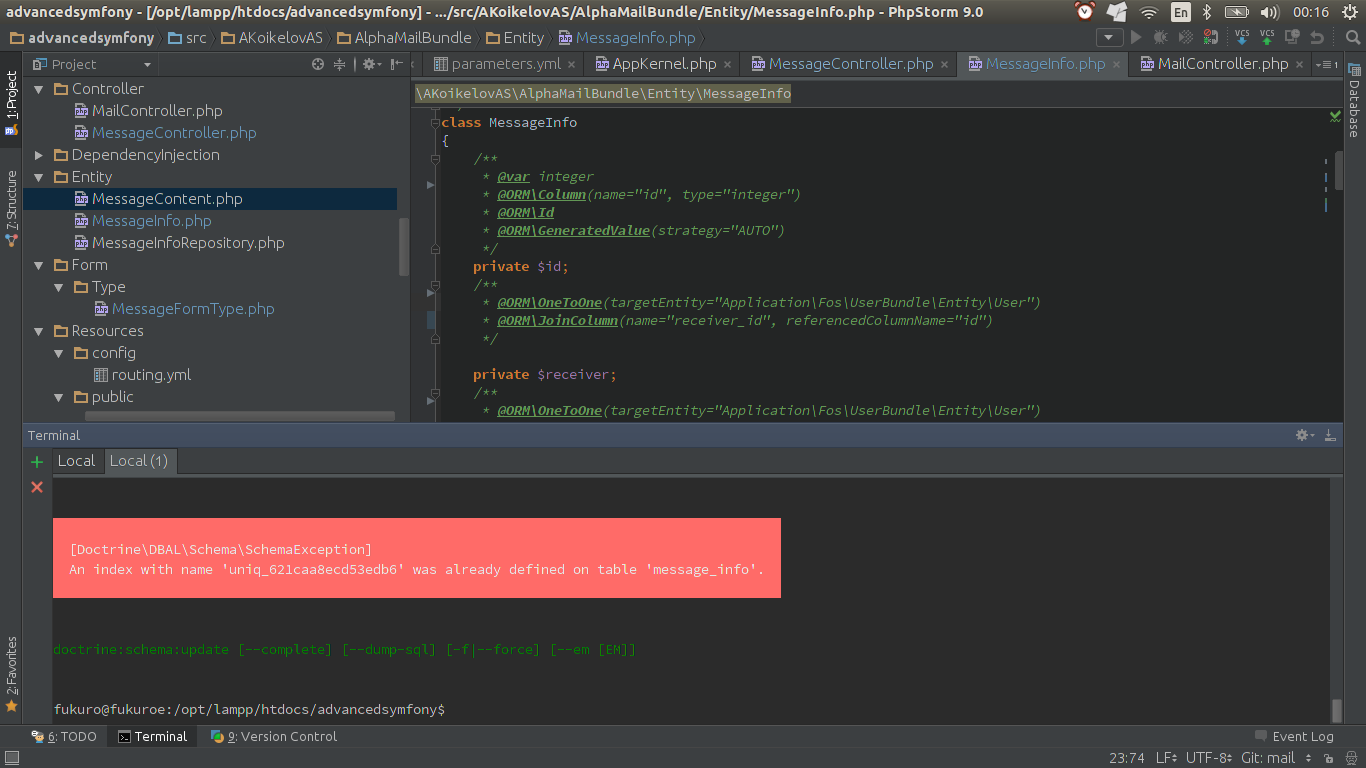 advancedsymfony - [/opt/lampp/htdocs/advancedsymfony] - .../src/AKoikelovAS/AlphaMailBundle/Entity/MessageInfo.php - PhpStorm 9.0
En
00:16
advancedsymfony
src
AKoikelovAS
AlphaMailBundle
Entity
MessageInfo.php
VCS
VCS
1: Project
7: Structure
2: Favorites
Project
Controller
MailController.php
MessageController.php
DependencyInjection
Entity
MessageContent.php
MessageInfo.php
MessageInfoRepository.php
Form
Type
MessageFormType.php
Resources
config
routing.yml
public
parameters.yml
AppKernel.php
MessageController.php
MessageInfo.php
MailController.php
1
Database
\AKoikelovAS\AlphaMailBundle\Entity\MessageInfo
class MessageInfo
{
/**
* @var integer
* @ORM\Column(name="id", type="integer")
* @ORM\Id
* @ORM\GeneratedValue(strategy="AUTO")
*/
private $id;
/**
* @ORM\OneToOne(targetEntity="Application\Fos\UserBundle\Entity\User")
* @ORM\JoinColumn(name="receiver_id", referencedColumnName="id")
*/
private $receiver;
/**
* @ORM\OneToOne(targetEntity="Application\Fos\UserBundle\Entity\User")
Terminal
Local
Local (1)
[Doctrine\DBAL\Schema\SchemaException]
An index with name 'uniq_621caa8ecd53edb6' was already defined on table 'message_info'.
doctrine:schema:update [--complete] [--dump-sql] [-f|--force] [--em [EM]]
fukuro@fukuroe:/opt/lampp/htdocs/advancedsymfony$
6: TODO
Terminal
9: Version Control
Event Log
23:74
LF
UTF-8
Git: mail